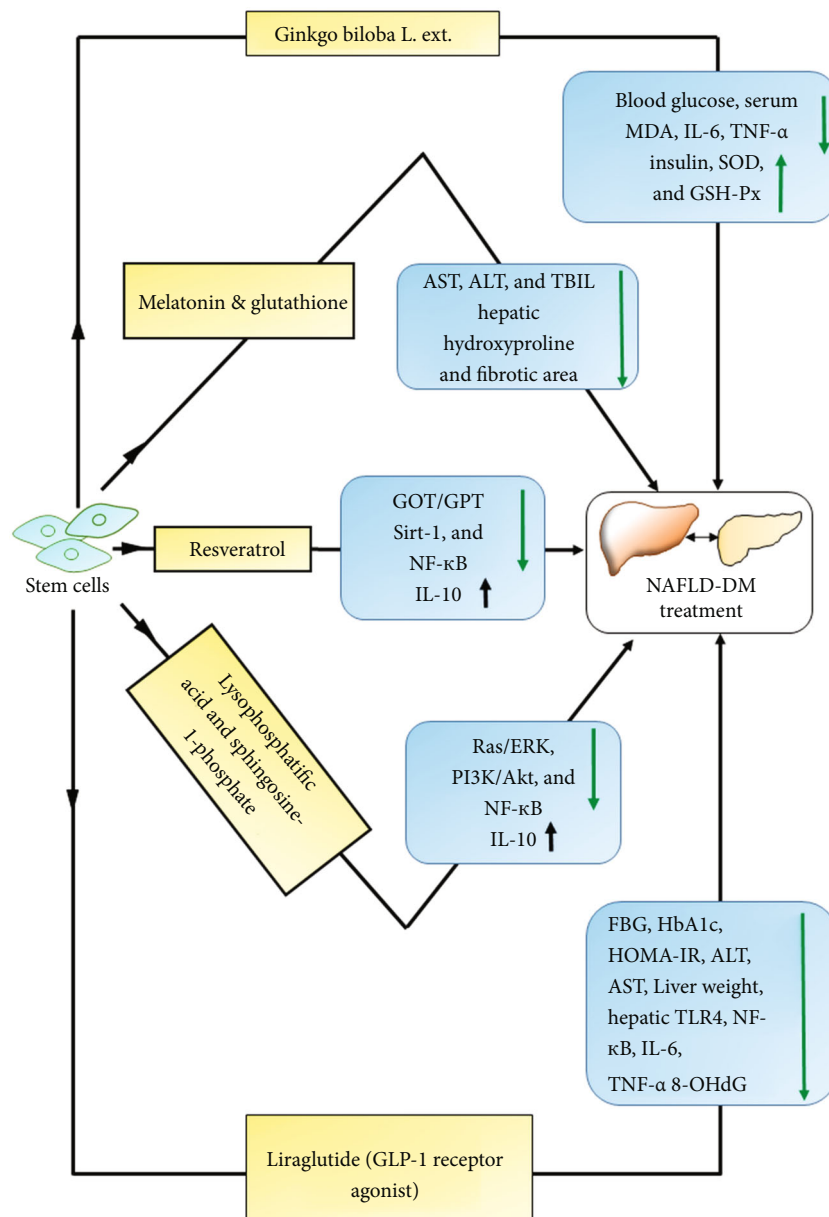 Ginkgo biloba L. ext.
Blood glucose, serum
MDA, IL-6, TNF-α
insulin, SOD,
and GSH-Px
Melatonin & glutathione
AST, ALT, and TBIL
hepatic
hydroxyproline
and fibrotic area
Stem cells
Resveratrol
GOT/GPT
Sirt-1, and
NF-κB
IL-10
NAFLD-DM
treatment
Lysophosphatific
acid and sphingosine-
1-phosphate
Ras/ERK,
PI3K/Akt, and
NF-κB
IL-10
FBG, HbA1c,
HOMA-IR, ALT,
AST, Liver weight,
hepatic TLR4, NF-
κB, IL-6,
TNF-α 8-OHdG
Liraglutide (GLP-1 receptor
agonist)